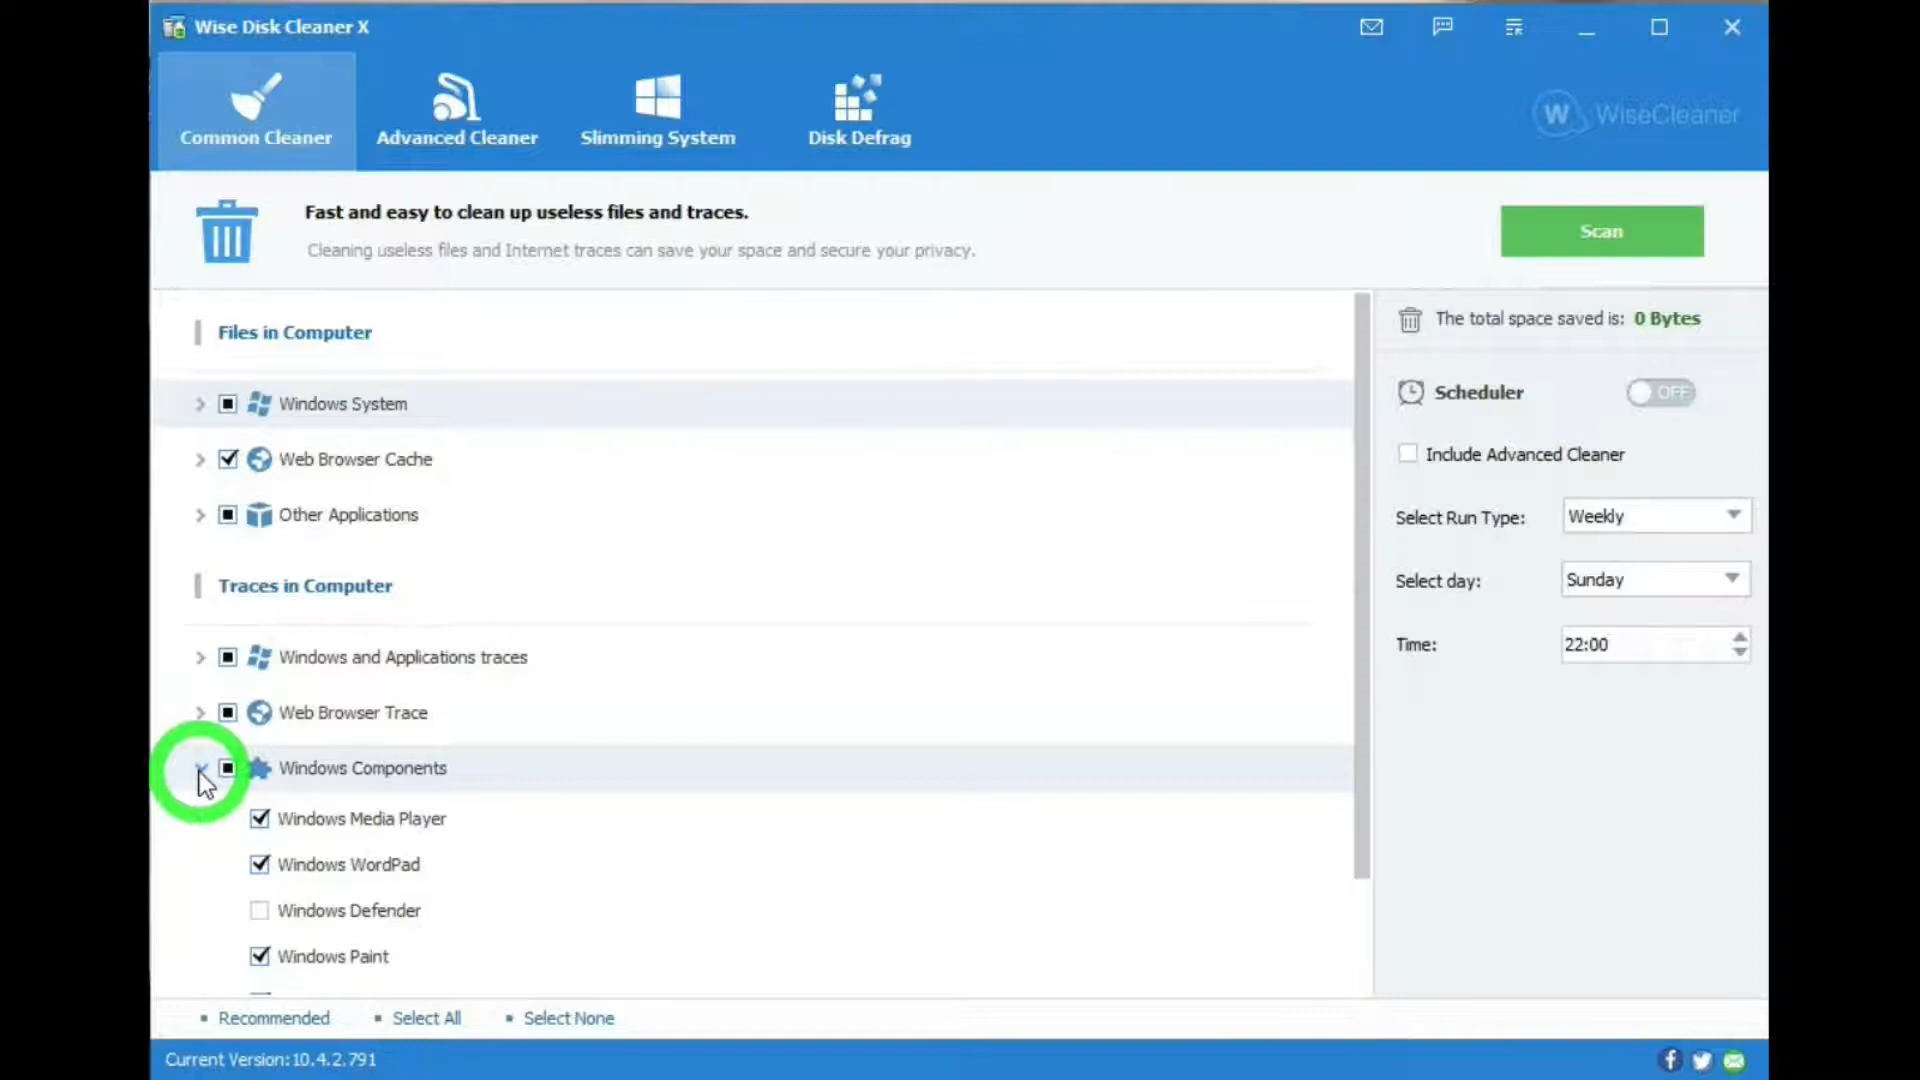 Wise Disk Cleaner X
Common Cleaner
Advanced Cleaner
Slimming System
Disk Defrag
W WiseCleaner
Fast and easy to clean up useless files and traces.
Cleaning useless files and Internet traces can save your space and secure your privacy.
Scan
Files in Computer
Windows System
Web Browser Cache
Other Applications
Traces in Computer
Windows and Applications traces
Web Browser Trace
Windows Components
Windows Media Player
Windows WordPad
Windows Defender
Windows Paint
The total space saved is: 0 Bytes
Scheduler OFF
Include Advanced Cleaner
Select Run Type: Weekly
Select day: Sunday
Time: 22:00
Recommended Select All Select None
Current Version:10.4.2.791